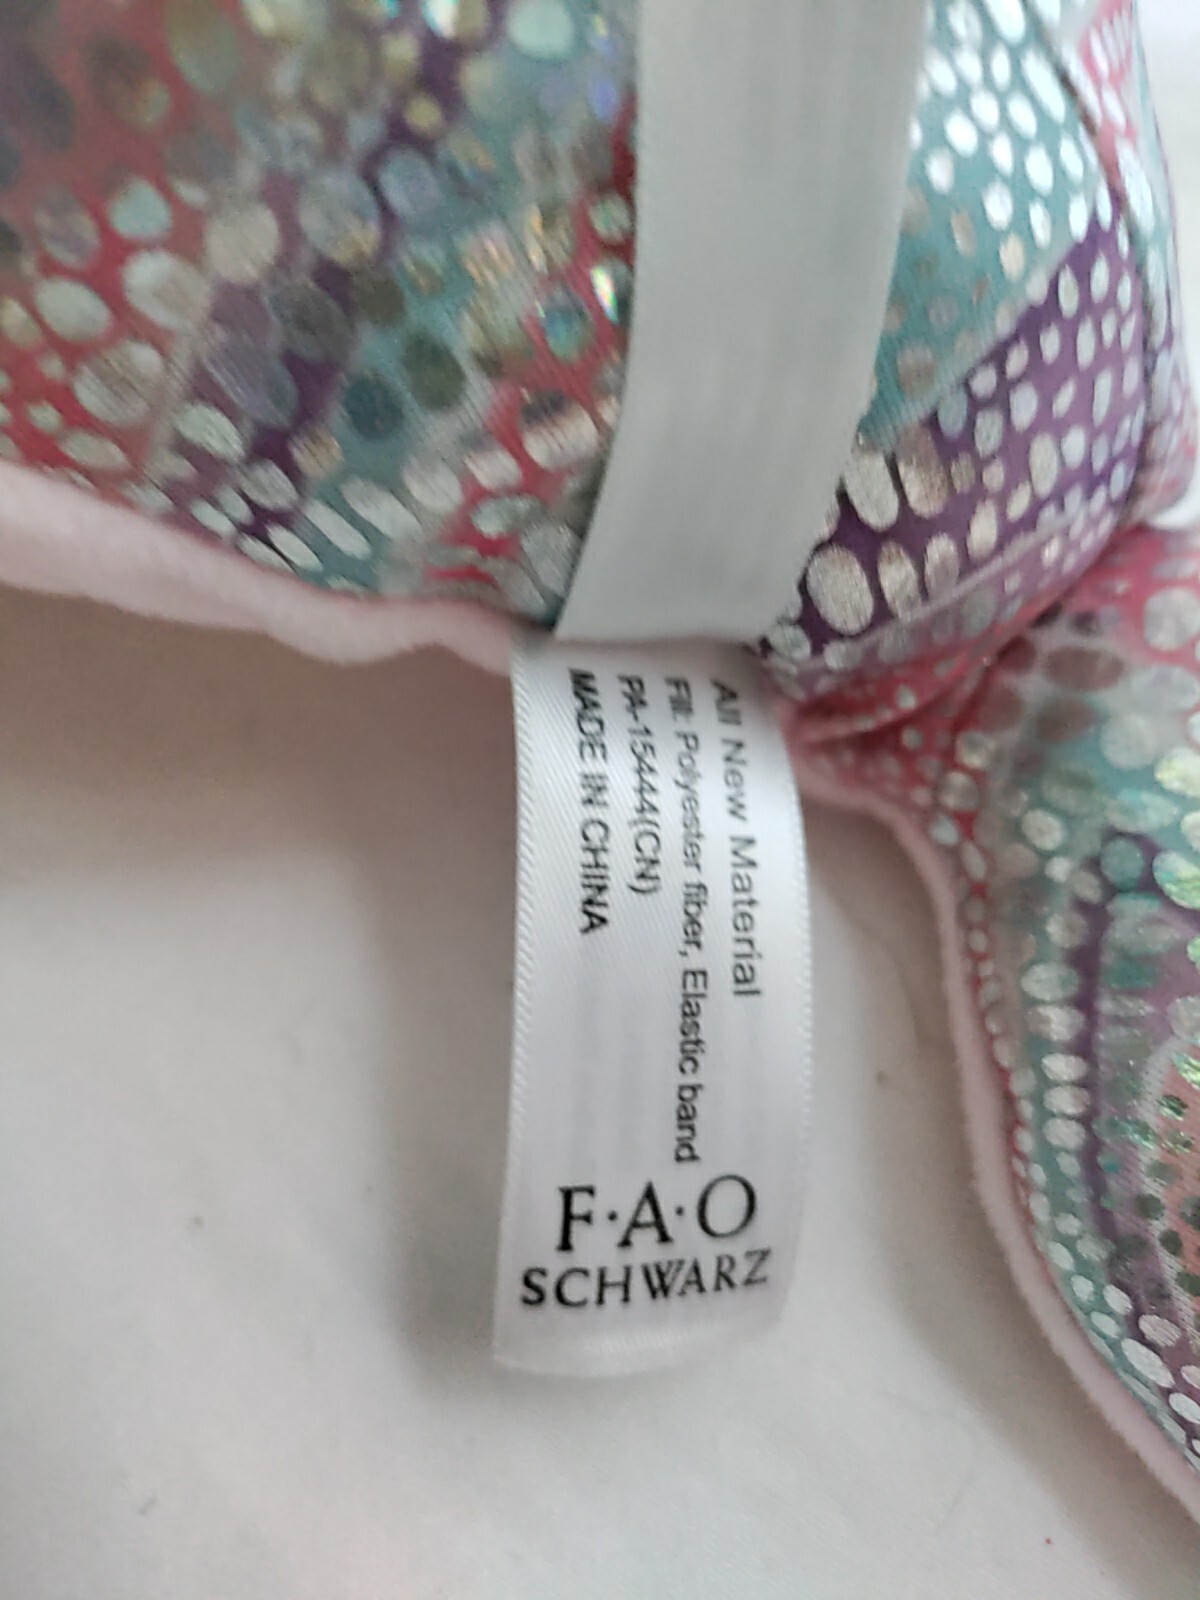 All New Material
Fill: Polyester fiber, Elastic band
PA-15444(CN)
MADE IN CHINA
F·A·O
SCHWARZ